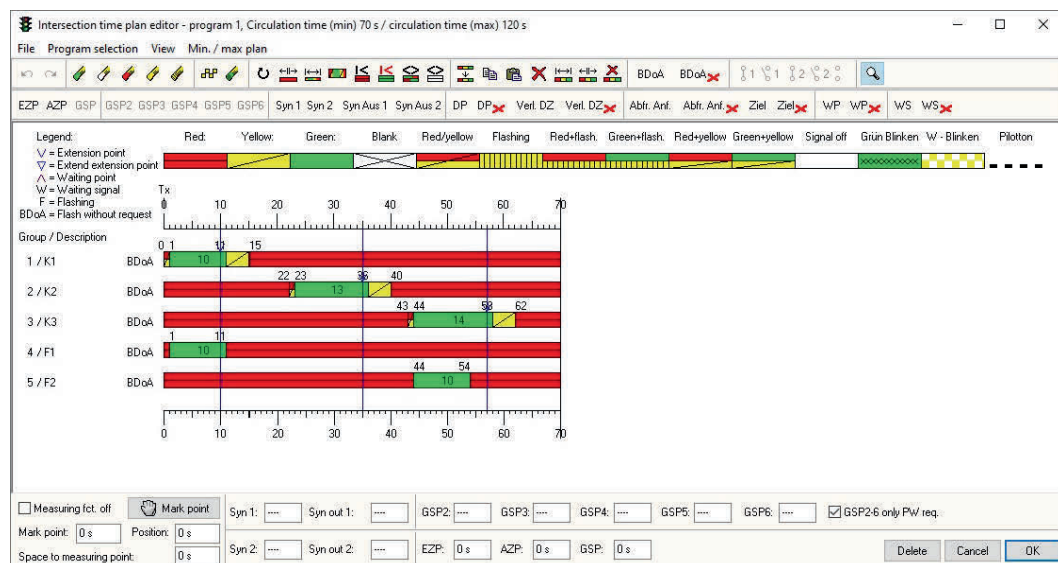 Intersection time plan editor - program 1, Circulation time (min) 70 s / circulation time (max) 120 s
File Program selection View Min. / max plan
BDoA BDoA 1 1 2 2
EZP AZP GSP GSP2 GSP3 GSP4 GSP5 GSP6 Syn 1 Syn 2 Syn Aus 1 Syn Aus 2 DP DP Verl. DZ Verl. DZ Abfr. Anf. Abfr. Anf. Ziel Ziel WP WP WS WS
Legend: Red: Yellow: Green: Blank Red/yellow Flashing Red+flash. Green+flash. Red+yellow Green+yellow Signal off Grün Blinken W - Blinken Pilotton
V = Extension point
∇ = Extend extension point
Λ = Waiting point
W = Waiting signal Tx
F = Flashing 0 10 20 30 40 50 60 70
BDoA = Flash without request
Group / Description
0 1 11 15
1 / K1 BDoA 10
22 23 36 40
2 / K2 BDoA 13
43 44 58 62
3 / K3 BDoA 14
1 11
4 / F1 BDoA 10
44 54
5 / F2 BDoA 10
0 10 20 30 40 50 60 70
Measuring fct. off Mark point Syn 1: ---- Syn out 1: ---- GSP2: ---- GSP3: ---- GSP4: ---- GSP5: ---- GSP6: ---- GSP2-6 only PW req.
Mark point: 0 s Position: 0 s
Space to measuring point: 0 s Syn 2: ---- Syn out 2: ---- EZP: 0 s AZP: 0 s GSP: 0 s Delete Cancel OK